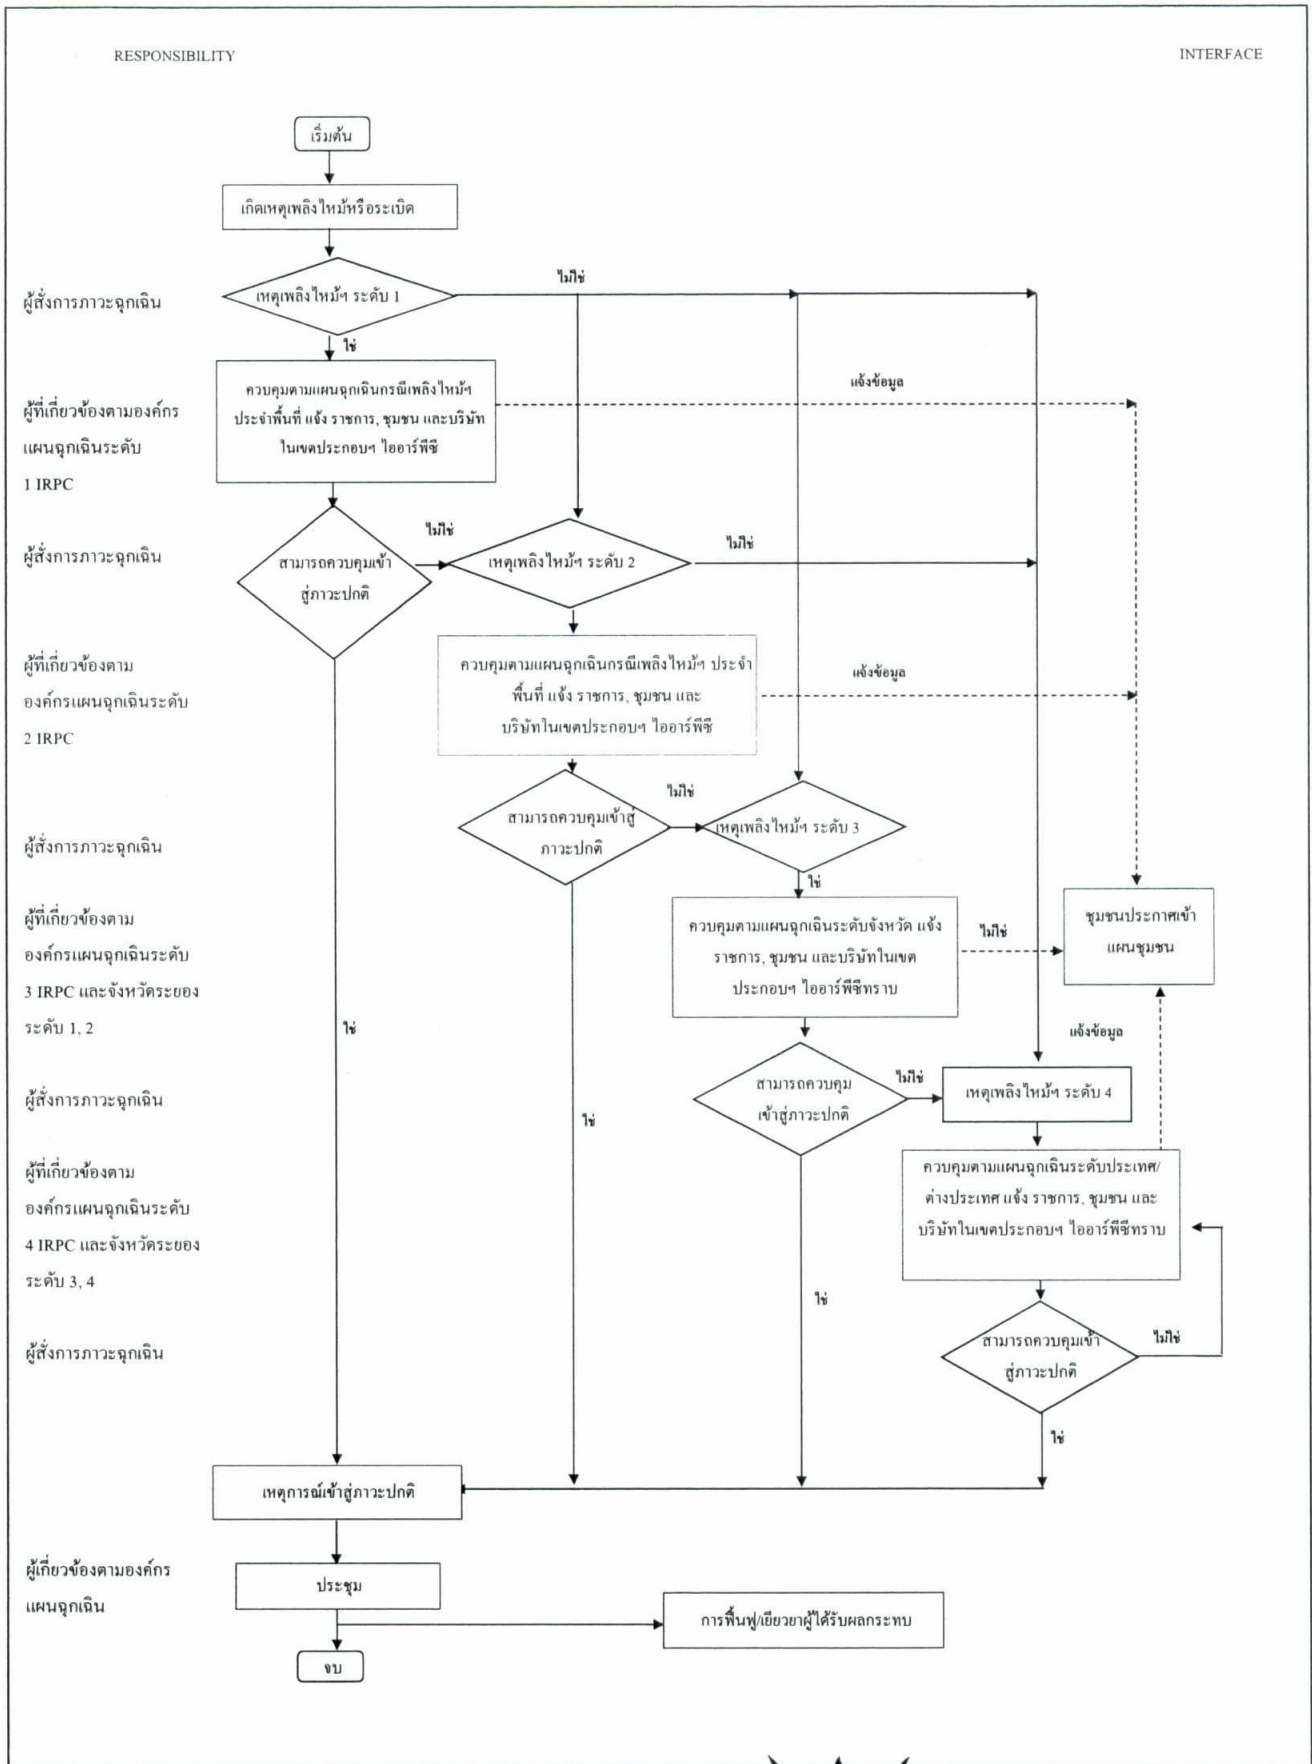 RESPONSIBILITY
INTERFACE
เริ่มต้น
เกิดเหตุเพลิงไหม้หรือระเบิด
ไม่ใช่
ผู้สั่งการภาวะฉุกเฉิน
เหตุเพลิงไหม้ฯ ระดับ 1
ใช่
ผู้ที่เกี่ยวข้องตามองค์กร
แผนฉุกเฉินระดับ
1 IRPC
ควบคุมตามแผนฉุกเฉินกรณีเพลิงไหม้ฯ
ประจำพื้นที่ แจ้ง ราชการ, ชุมชน และบริษัท
ในเขตประกอบฯ ไออาร์พีซี
แจ้งข้อมูล
ผู้สั่งการภาวะฉุกเฉิน
สามารถควบคุมเข้า
สู่ภาวะปกติ
ไม่ใช่
เหตุเพลิงไหม้ฯ ระดับ 2
ไม่ใช่
ผู้ที่เกี่ยวข้องตาม
องค์กรแผนฉุกเฉินระดับ
2 IRPC
ควบคุมตามแผนฉุกเฉินกรณีเพลิงไหม้ฯ ประจำ
พื้นที่ แจ้ง ราชการ, ชุมชน และ
บริษัทในเขตประกอบฯ ไออาร์พีซี
แจ้งข้อมูล
ผู้สั่งการภาวะฉุกเฉิน
สามารถควบคุมเข้าสู่
ภาวะปกติ
ไม่ใช่
เหตุเพลิงไหม้ฯ ระดับ 3
ใช่
ผู้ที่เกี่ยวข้องตาม
องค์กรแผนฉุกเฉินระดับ
3 IRPC และจังหวัดระยอง
ระดับ 1, 2
ควบคุมตามแผนฉุกเฉินระดับจังหวัด แจ้ง
ราชการ, ชุมชน และบริษัทในเขต
ประกอบฯ ไออาร์พีซีทราบ
ไม่ใช่
ชุมชนประกาศเข้า
แผนชุมชน
ใช่
แจ้งข้อมูล
ผู้สั่งการภาวะฉุกเฉิน
สามารถควบคุม
เข้าสู่ภาวะปกติ
ไม่ใช่
เหตุเพลิงไหม้ฯ ระดับ 4
ใช่
ผู้ที่เกี่ยวข้องตาม
องค์กรแผนฉุกเฉินระดับ
4 IRPC และจังหวัดระยอง
ระดับ 3, 4
ควบคุมตามแผนฉุกเฉินระดับประเทศ/
ต่างประเทศ แจ้ง ราชการ, ชุมชน และ
บริษัทในเขตประกอบฯ ไออาร์พีซีทราบ
ใช่
ผู้สั่งการภาวะฉุกเฉิน
สามารถควบคุมเข้า
สู่ภาวะปกติ
ไม่ใช่
ใช่
เหตุการณ์เข้าสู่ภาวะปกติ
ผู้เกี่ยวข้องตามองค์กร
แผนฉุกเฉิน
ประชุม
การฟื้นฟู/เยียวยาผู้ได้รับผลกระทบ
จบ